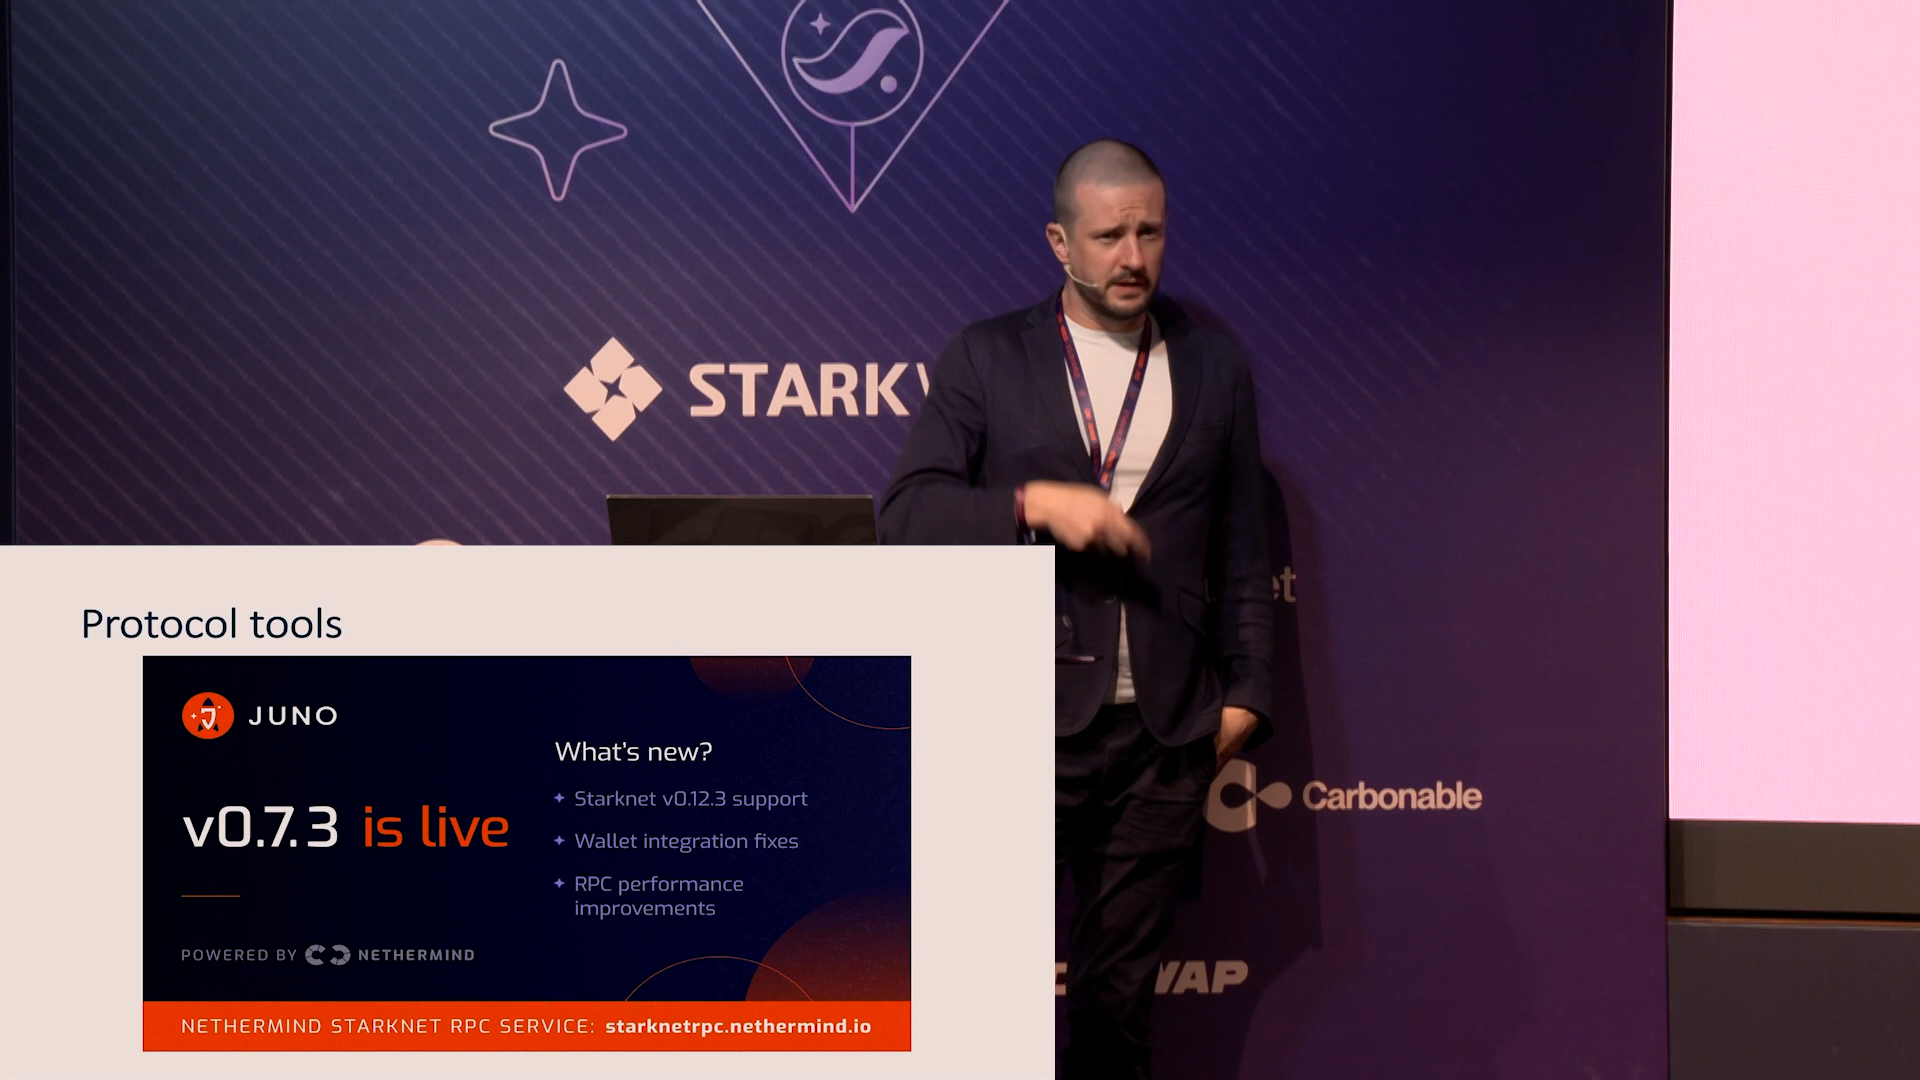 STARK
Protocol tools
JUNO
v0.7.3 is live
What's new?
Starknet v0.12.3 support
Wallet integration fixes
RPC performance
improvements
POWERED BY NETHERMIND
NETHERMIND STARKNET RPC SERVICE: starknetrpc.nethermind.io
Carbonable